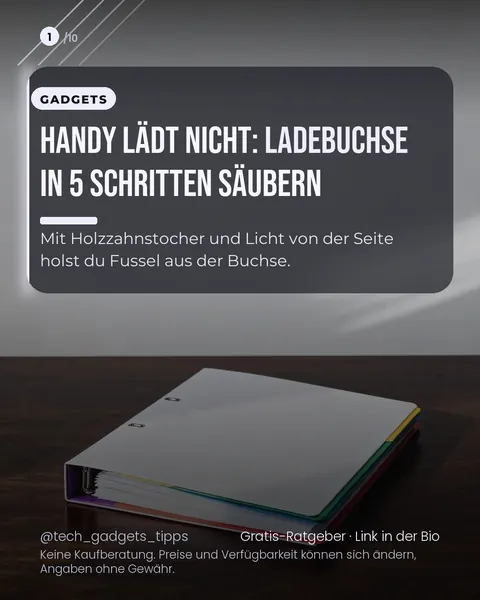 1 /10
GADGETS
HANDY LÄDT NICHT: LADEBUCHSE
IN 5 SCHRITTEN SÄUBERN
Mit Holzzahnstocher und Licht von der Seite
holst du Fussel aus der Buchse.
@tech_gadgets_tipps Gratis-Ratgeber · Link in der Bio
Keine Kaufberatung. Preise und Verfügbarkeit können sich ändern,
Angaben ohne Gewähr.